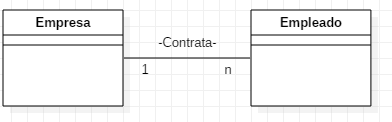 Empresa
Empleado
-Contrata-
1
n